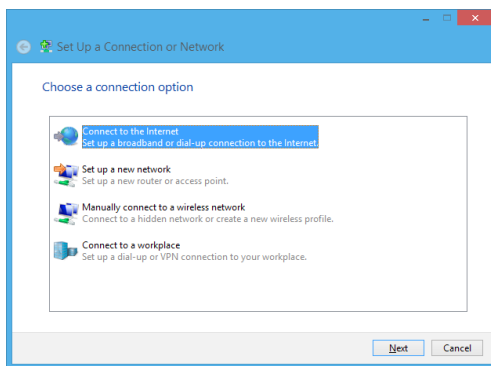 Set Up a Connection or Network
Choose a connection option
Connect to the Internet
Set up a broadband or dial-up connection to the Internet.
Set up a new network
Set up a new router or access point.
Manually connect to a wireless network
Connect to a hidden network or create a new wireless profile.
Connect to a workplace
Set up a dial-up or VPN connection to your workplace.
Next Cancel